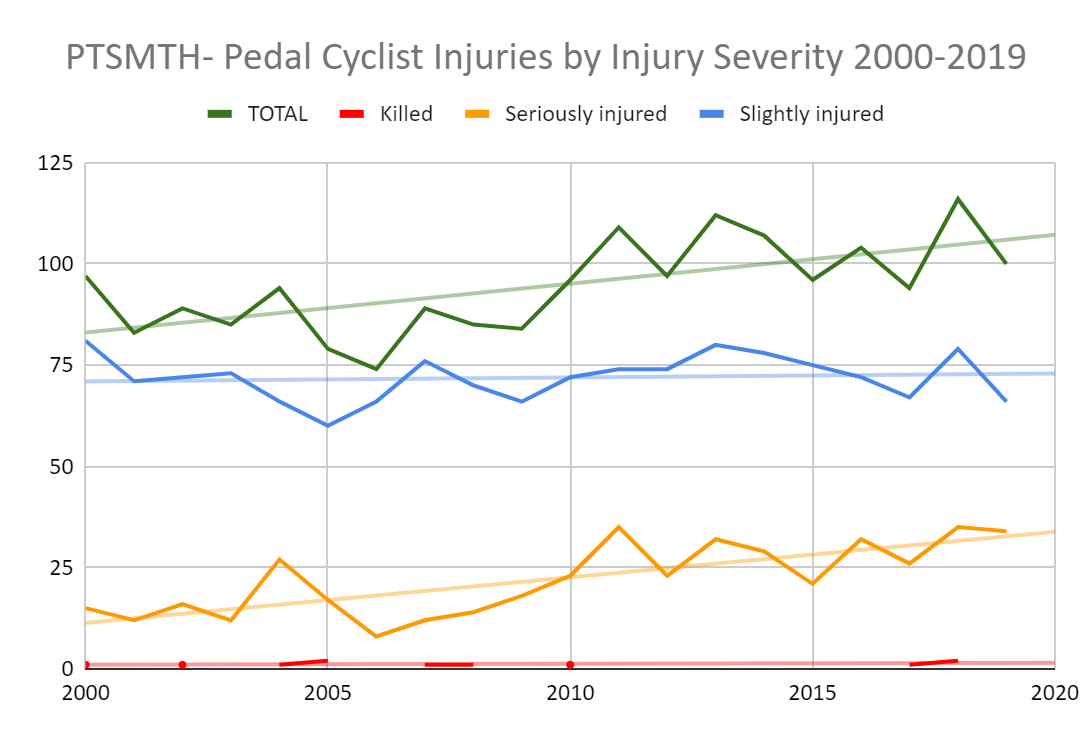 PTSMTH- Pedal Cyclist Injuries by Injury Severity 2000-2019
TOTAL Killed Seriously injured Slightly injured
125
100
75
50
25
0
2000 2005 2010 2015 2020